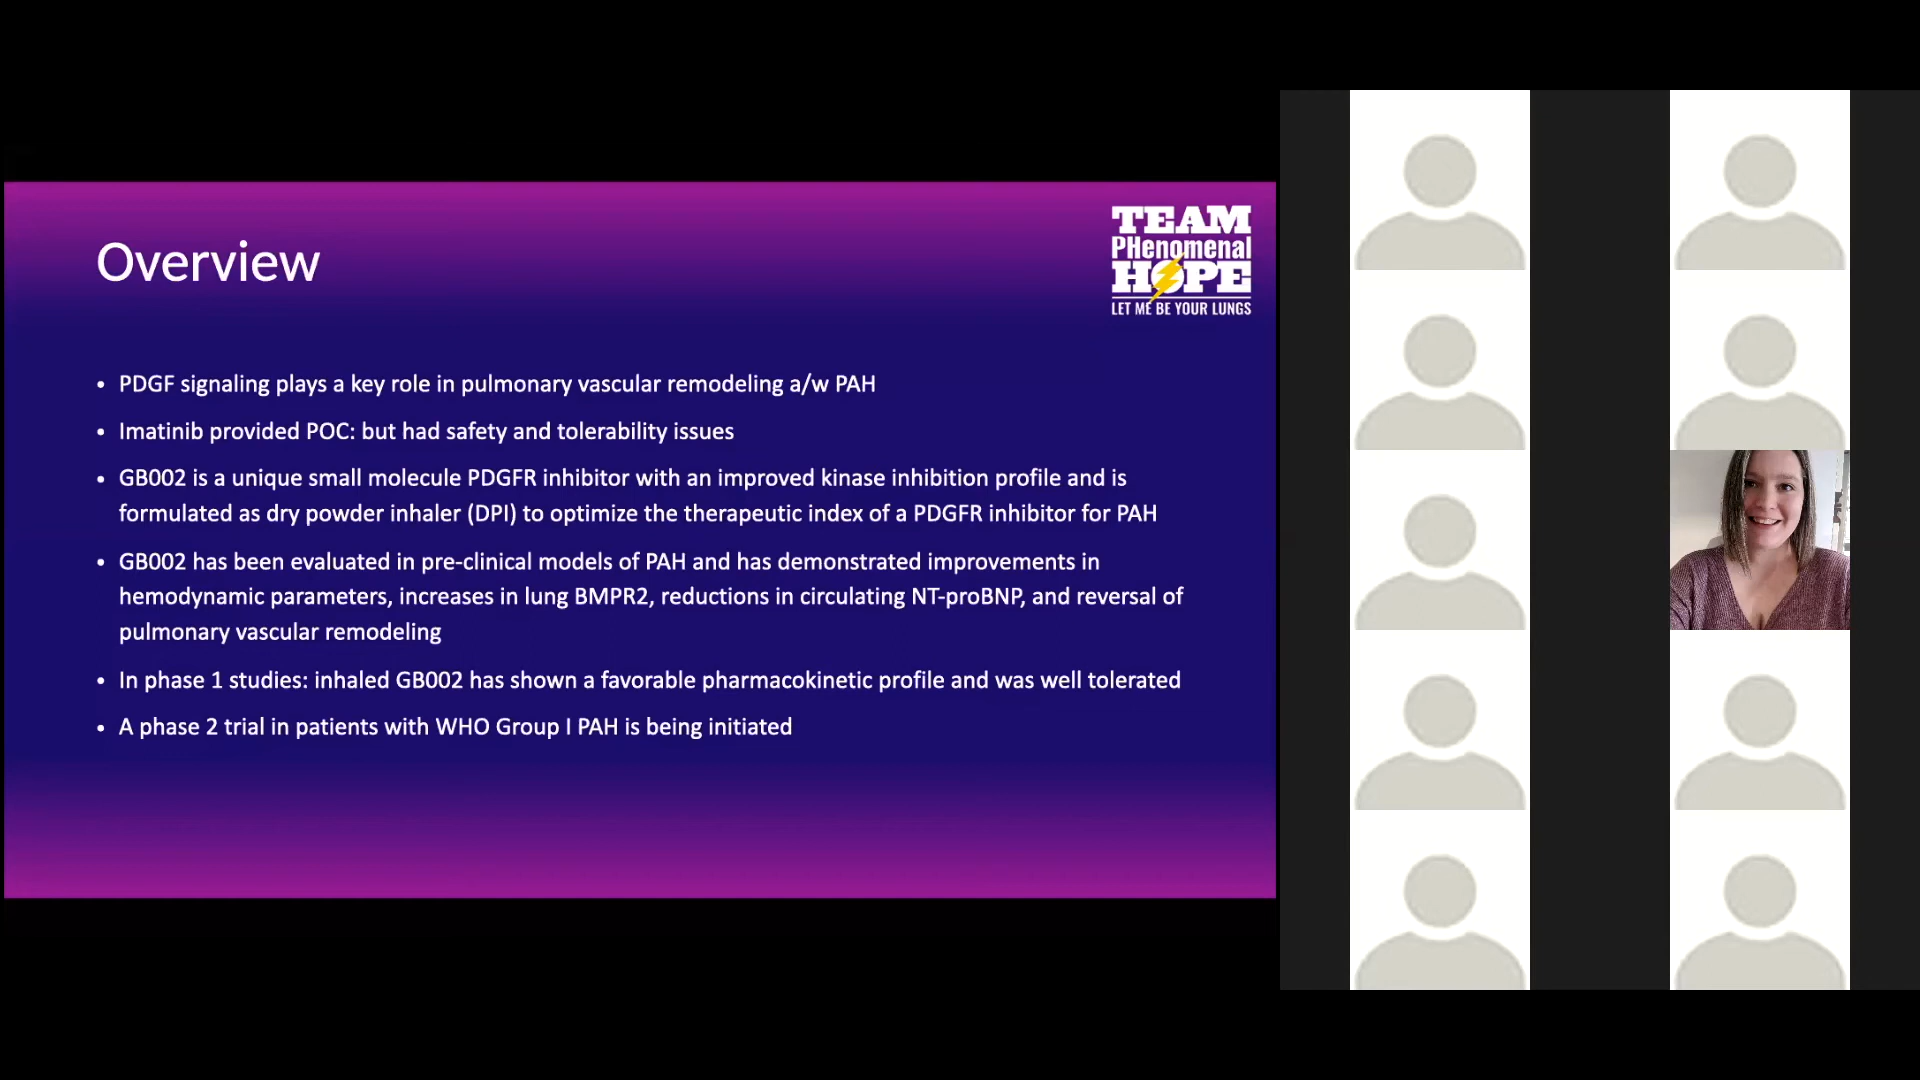 Overview
TEAM
PHenomenal
HOPE
LET ME BE YOUR LUNGS
• PDGF signaling plays a key role in pulmonary vascular remodeling a/w PAH
• Imatinib provided POC: but had safety and tolerability issues
• GB002 is a unique small molecule PDGFR inhibitor with an improved kinase inhibition profile and is
formulated as dry powder inhaler (DPI) to optimize the therapeutic index of a PDGFR inhibitor for PAH
• GB002 has been evaluated in pre-clinical models of PAH and has demonstrated improvements in
hemodynamic parameters, increases in lung BMPR2, reductions in circulating NT-proBNP, and reversal of
pulmonary vascular remodeling
• In phase 1 studies: inhaled GB002 has shown a favorable pharmacokinetic profile and was well tolerated
• A phase 2 trial in patients with WHO Group I PAH is being initiated